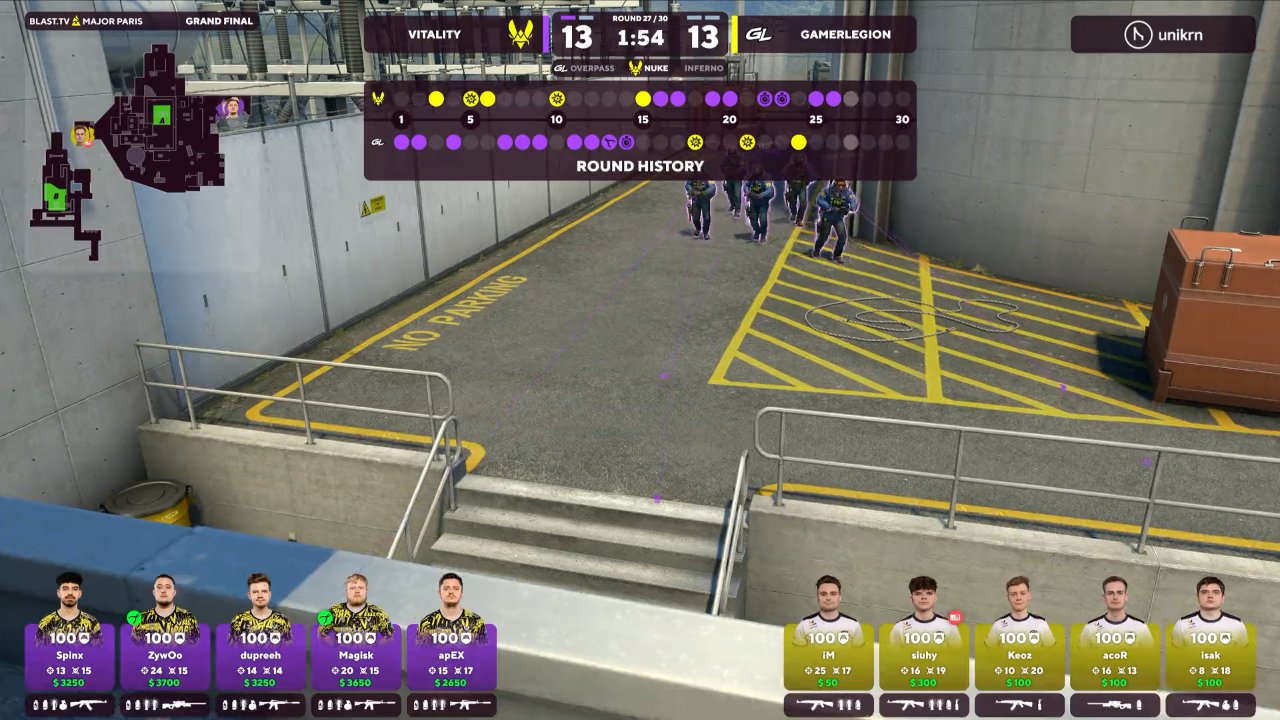 BLAST.TV MAJOR PARIS
GRAND FINAL
VITALITY
13
ROUND 27 / 30
1:54
13
GL
GAMERLEGION
unikrn
GL OVERPASS
NUKE
INFERNO
1 5 10 15 20 25 30
GL
ROUND HISTORY
NO PARKING
100 100 100 100 100
Spinx ZywOo dupreeh Magisk apEX
13 15 24 15 14 14 20 15 15 17
$3250 $3700 $3250 $3650 $2650
100 100 100 100 100
iM siuhy Keoz acoR isak
25 17 16 19 10 20 16 13 8 18
$50 $300 $100 $100 $100